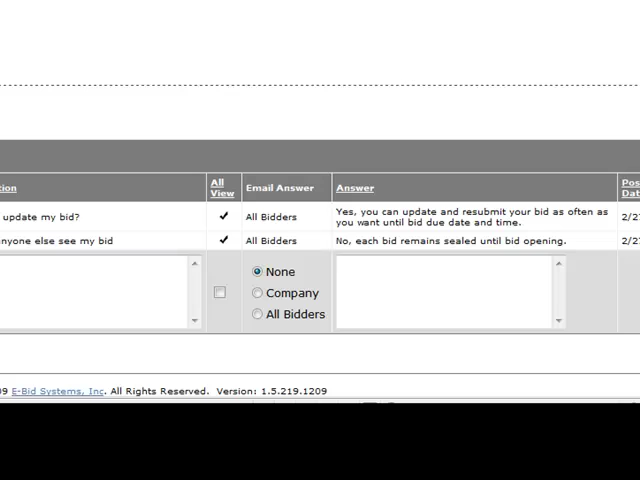 tion All View Email Answer Answer Pos Dat
update my bid? All Bidders Yes, you can update and resubmit your bid as often as you want until bid due date and time. 2/2
nyone else see my bid All Bidders No, each bid remains sealed until bid opening. 2/2
None
Company
All Bidders
09 E-Bid Systems, Inc. All Rights Reserved. Version: 1.5.219.1209